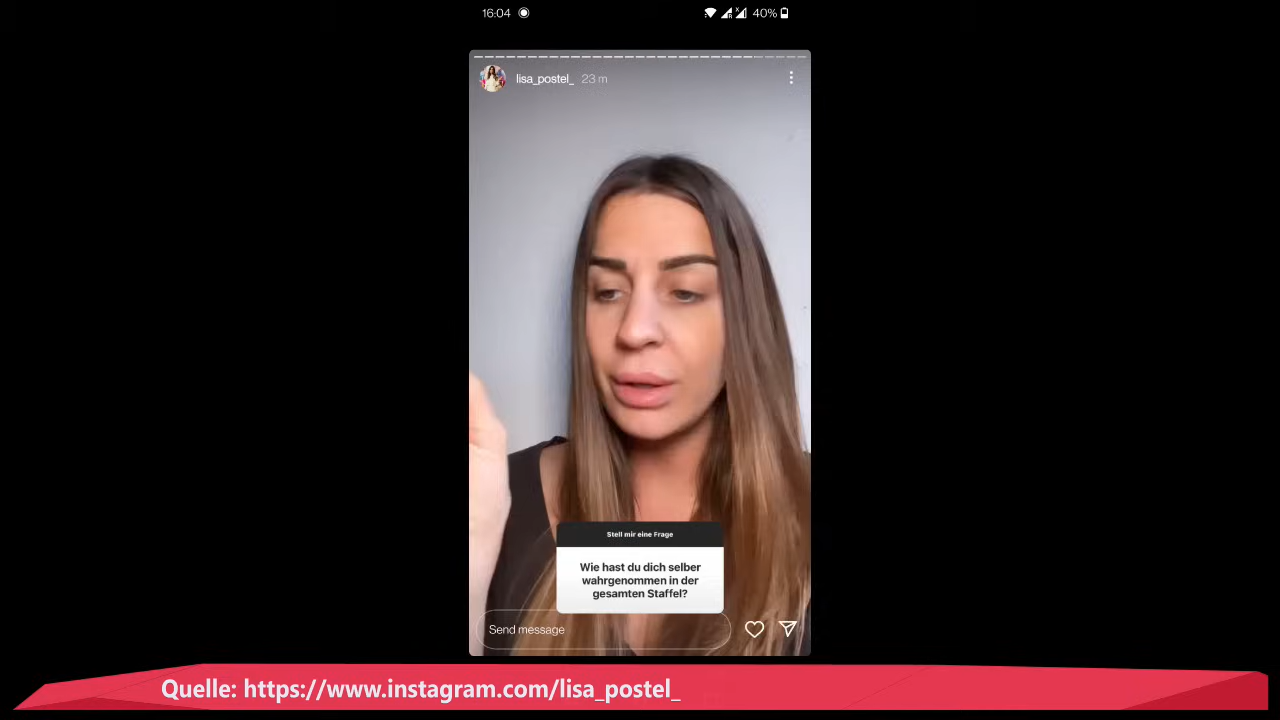 16:04
40%
lisa_postel_ 23 m
Stell mir eine Frage
Wie hast du dich selber
wahrgenommen in der
gesamten Staffel?
Send message
Quelle: https://www.instagram.com/lisa_postel_